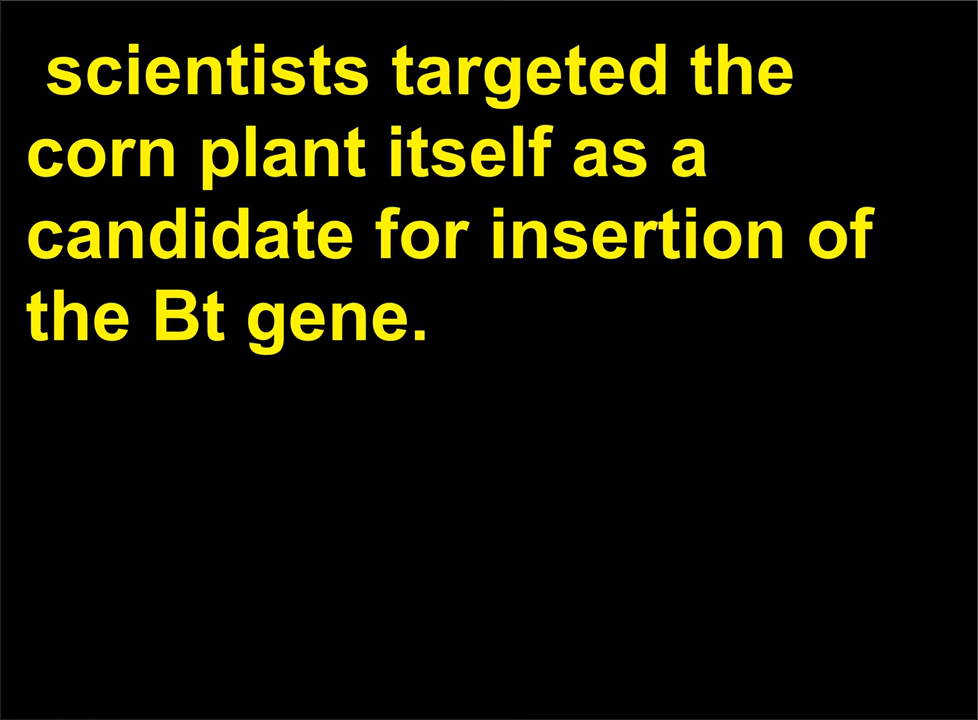 scientists targeted the
corn plant itself as a
candidate for insertion of
the Bt gene.